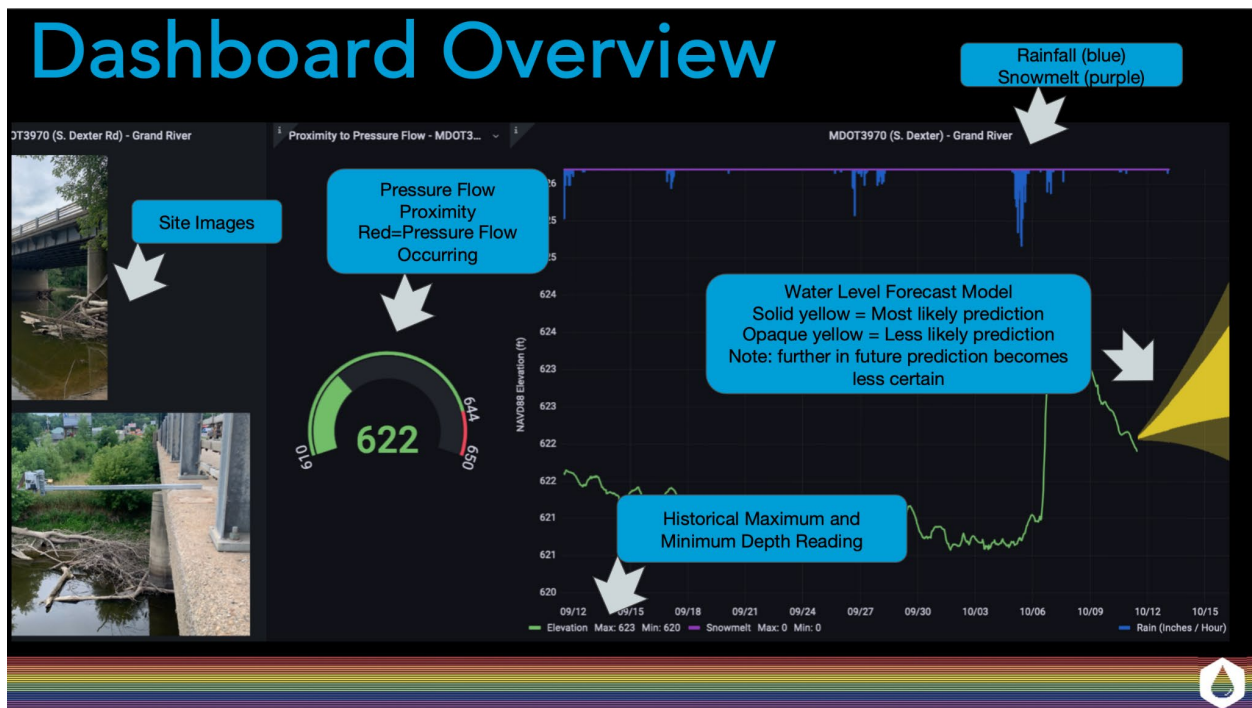 Dashboard Overview
Rainfall (blue)
Snowmelt (purple)
OT3970 (S. Dexter Rd) - Grand River
Proximity to Pressure Flow - MDOT3...
MDOT3970 (S. Dexter) - Grand River
Site Images
Pressure Flow
Proximity
Red=Pressure Flow
Occurring
622
610
644
650
NAVD88 Elevation (ft)
26
25
25
624
624
623
623
622
622
621
621
620
Water Level Forecast Model
Solid yellow = Most likely prediction
Opaque yellow = Less likely prediction
Note: further in future prediction becomes
less certain
Historical Maximum and
Minimum Depth Reading
09/12 09/15 09/18 09/21 09/24 09/27 09/30 10/03 10/06 10/09 10/12 10/15
Elevation Max: 623 Min: 620 Snowmelt Max: 0 Min: 0 Rain (Inches / Hour)